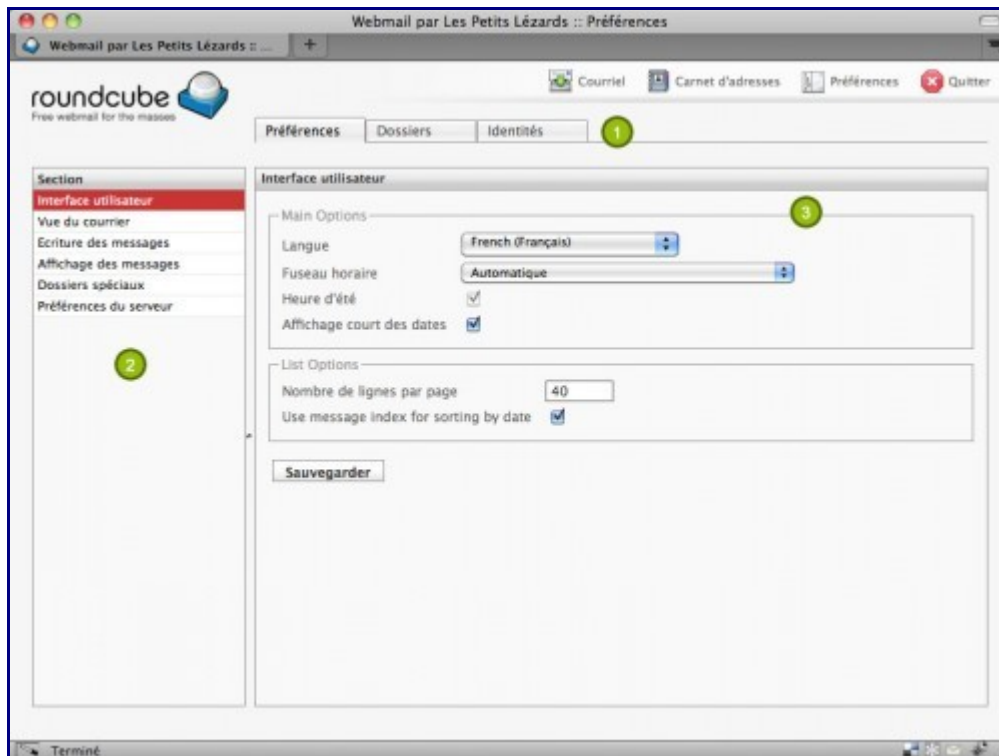 Webmail par Les Petits Lézards :: Préférences
Webmail par Les Petits Lézards :: ... +
Courriel Carnet d'adresses Préférences Quitter
roundcube
Free webmail for the masses
Préférences Dossiers Identités 1
Section
Interface utilisateur
Vue du courrier
Ecriture des messages
Affichage des messages
Dossiers spéciaux
Préférences du serveur
2
Interface utilisateur
3
Main Options
Langue French (Français)
Fuseau horaire Automatique
Heure d'été
Affichage court des dates
List Options
Nombre de lignes par page 40
Use message index for sorting by date
Sauvegarder
Terminé